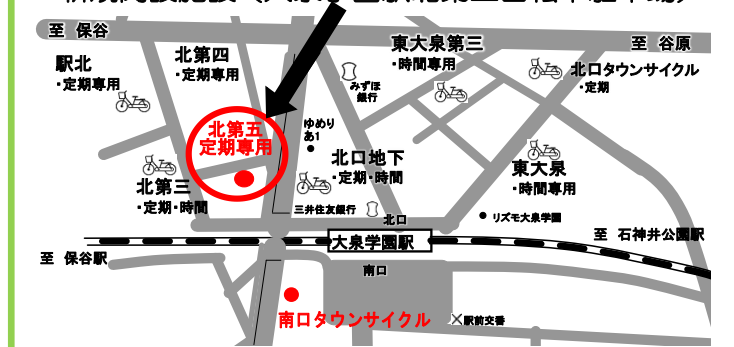 至 保谷
北第四
・定期専用
東大泉第三
・時間専用
至 谷原
駅北
・定期専用
みずほ
銀行
北口タウンサイクル
・定期
北第五
定期専用
ゆめり
あ1
北口地下
・定期・時間
東大泉
・時間専用
北第三
・定期・時間
三井住友銀行
北口
リズモ大泉学園
大泉学園駅
至 石神井公園駅
至 保谷駅
南口
南口タウンサイクル
駅前交番